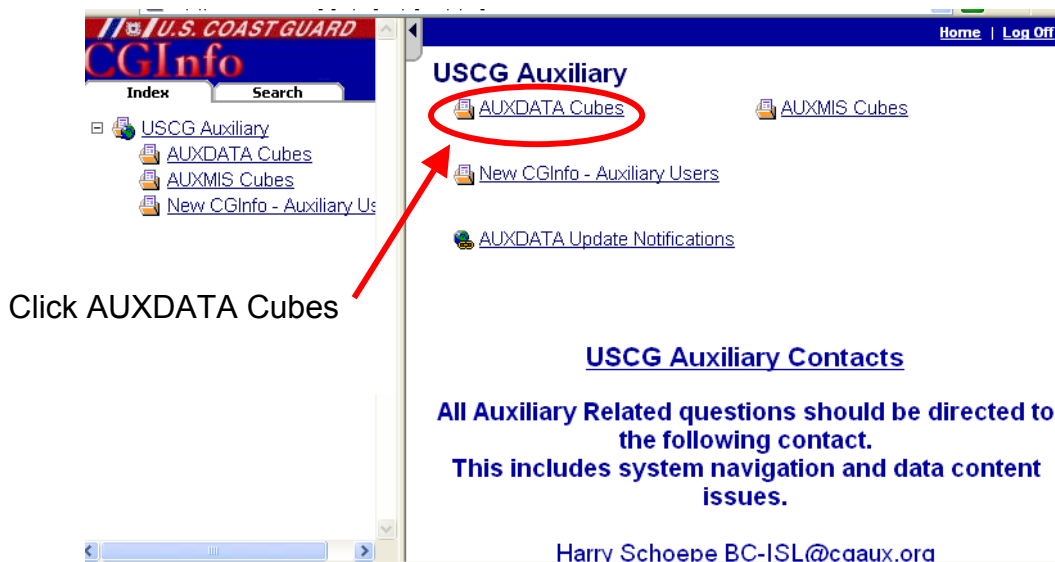 U.S. COAST GUARD
CGInfo
Index Search
USCG Auxiliary
AUXDATA Cubes
AUXMIS Cubes
New CGInfo - Auxiliary Us
Click AUXDATA Cubes
Home | Log Off
USCG Auxiliary
AUXDATA Cubes AUXMIS Cubes
New CGInfo - Auxiliary Users
AUXDATA Update Notifications
USCG Auxiliary Contacts
All Auxiliary Related questions should be directed to
the following contact.
This includes system navigation and data content
issues.
Harry Schoepe BC-ISL@cgaux.org